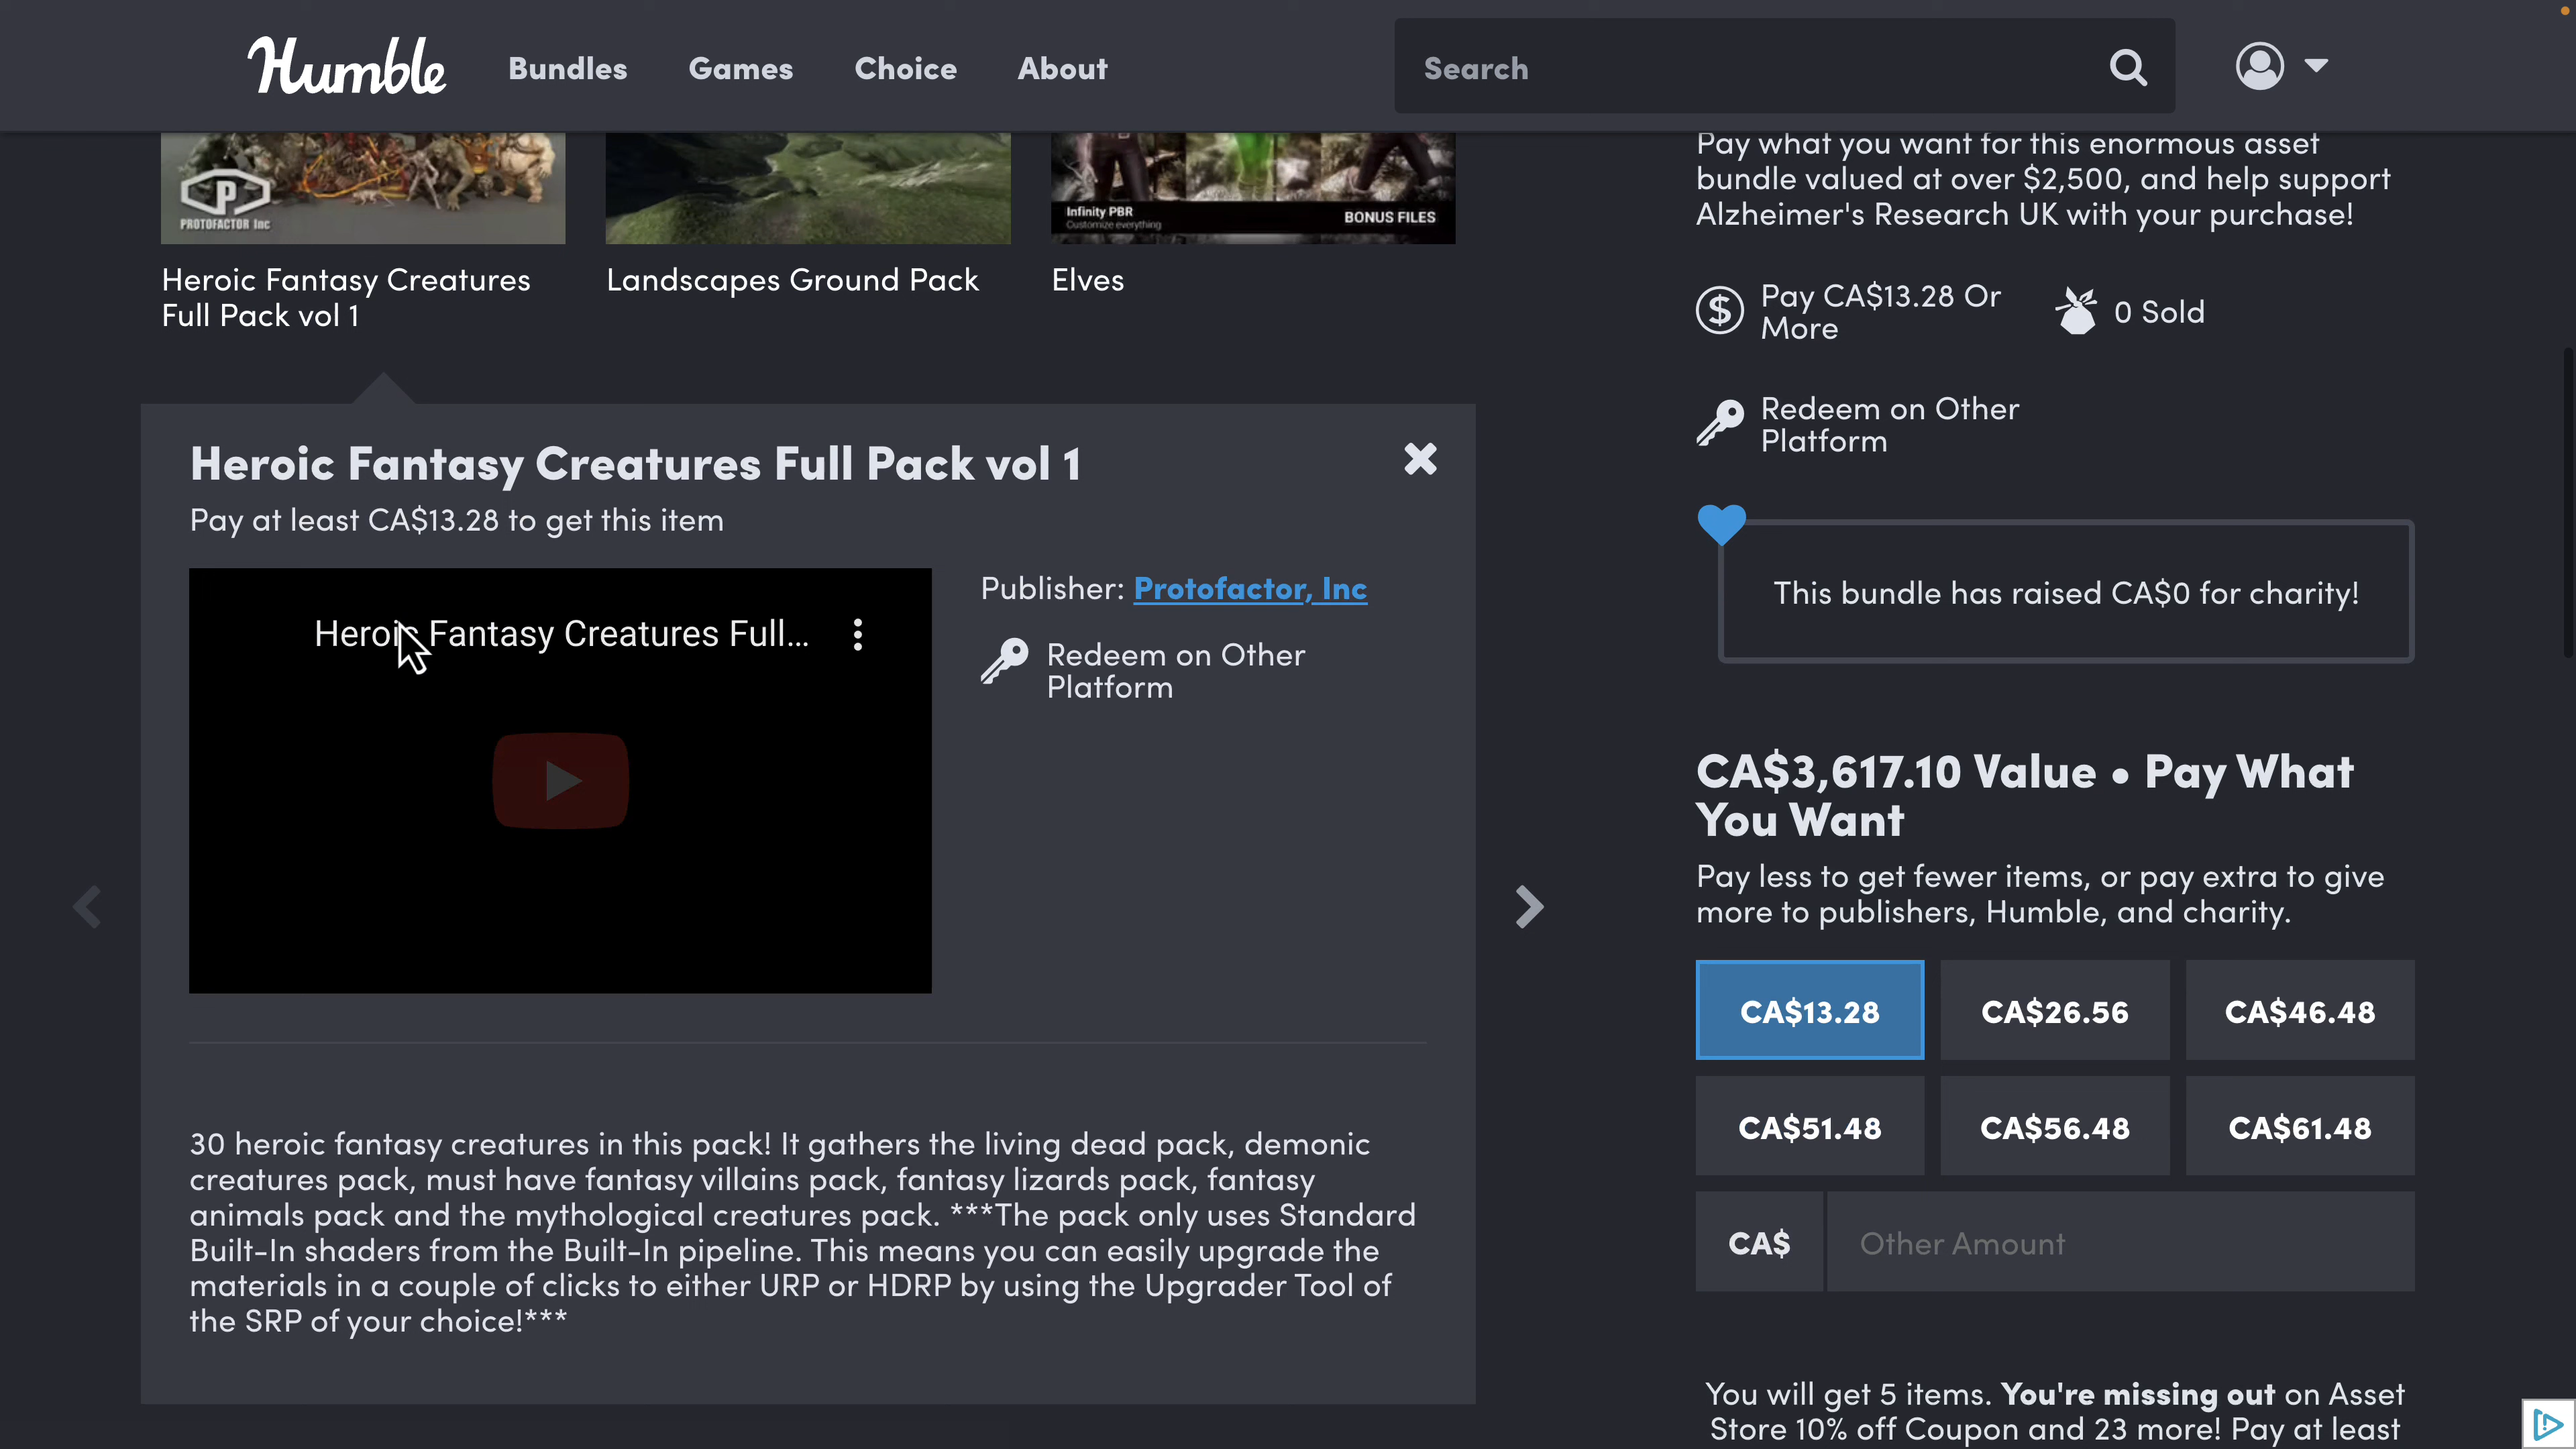 Humble
Bundles
Games
Choice
About
Search
P
PROTOFACTOR Inc
Infinity PBR
Customize everything
BONUS FILES
Heroic Fantasy Creatures
Full Pack vol 1
Landscapes Ground Pack
Elves
Heroic Fantasy Creatures Full Pack vol 1
Pay at least CA$13.28 to get this item
Heroic Fantasy Creatures Full...
Publisher: Protofactor, Inc
Redeem on Other
Platform
30 heroic fantasy creatures in this pack! It gathers the living dead pack, demonic
creatures pack, must have fantasy villains pack, fantasy lizards pack, fantasy
animals pack and the mythological creatures pack. ***The pack only uses Standard
Built-In shaders from the Built-In pipeline. This means you can easily upgrade the
materials in a couple of clicks to either URP or HDRP by using the Upgrader Tool of
the SRP of your choice!***
Pay what you want for this enormous asset
bundle valued at over $2,500, and help support
Alzheimer's Research UK with your purchase!
$
Pay CA$13.28 Or
More
0 Sold
Redeem on Other
Platform
This bundle has raised CA$0 for charity!
CA$3,617.10 Value • Pay What
You Want
Pay less to get fewer items, or pay extra to give
more to publishers, Humble, and charity.
CA$13.28
CA$26.56
CA$46.48
CA$51.48
CA$56.48
CA$61.48
CA$
Other Amount
You will get 5 items. You're missing out on Asset
Store 10% off Coupon and 23 more! Pay at least